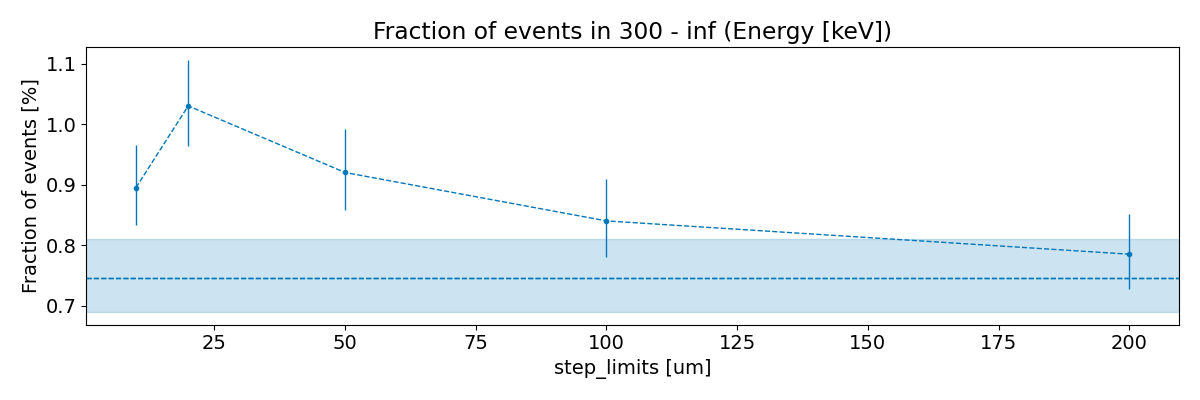 Fraction of events in 300 - inf (Energy [keV])
Fraction of events [%]
1.1
1.0
0.9
0.8
0.7
25 50 75 100 125 150 175 200
step_limits [um]